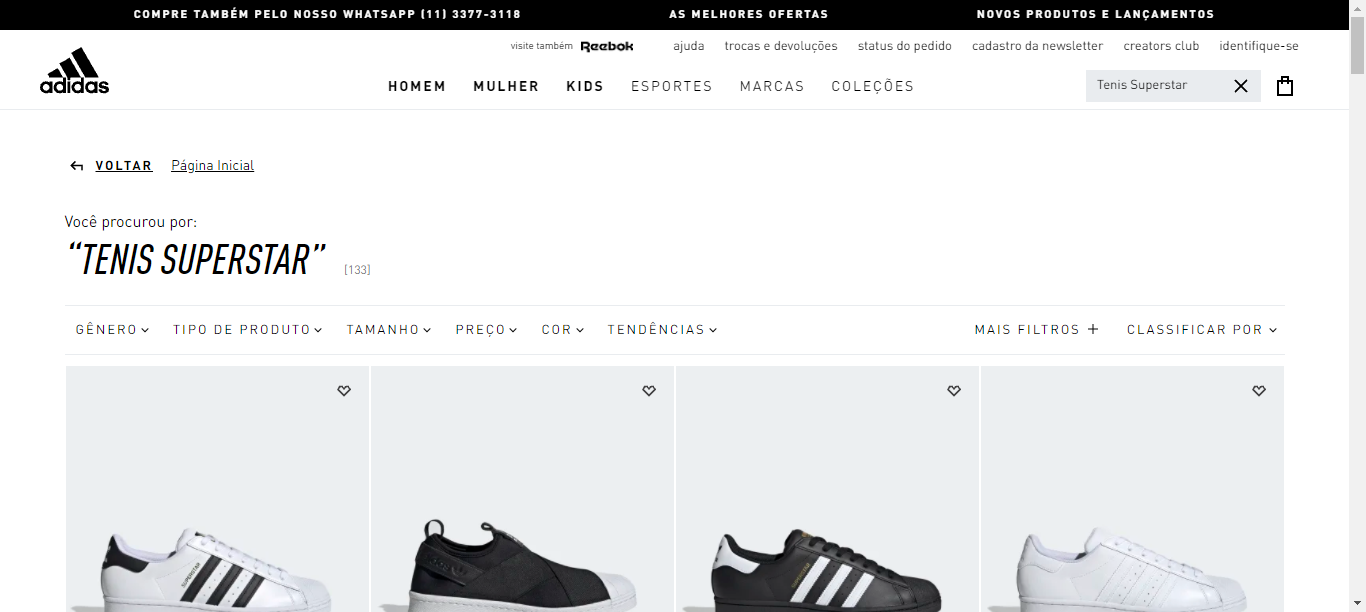 COMPRE TAMBÉM PELO NOSSO WHATSAPP (11) 3377-3118 AS MELHORES OFERTAS NOVOS PRODUTOS E LANÇAMENTOS
visite também Reebok ajuda trocas e devoluções status do pedido cadastro da newsletter creators club identifique-se
adidas
HOMEM MULHER KIDS ESPORTES MARCAS COLEÇÕES Tenis Superstar
VOLTAR Página Inicial
Você procurou por:
“TENIS SUPERSTAR” [133]
GÊNERO TIPO DE PRODUTO TAMANHO PREÇO COR TENDÊNCIAS MAIS FILTROS CLASSIFICAR POR
SUPERSTAR SUPERSTAR